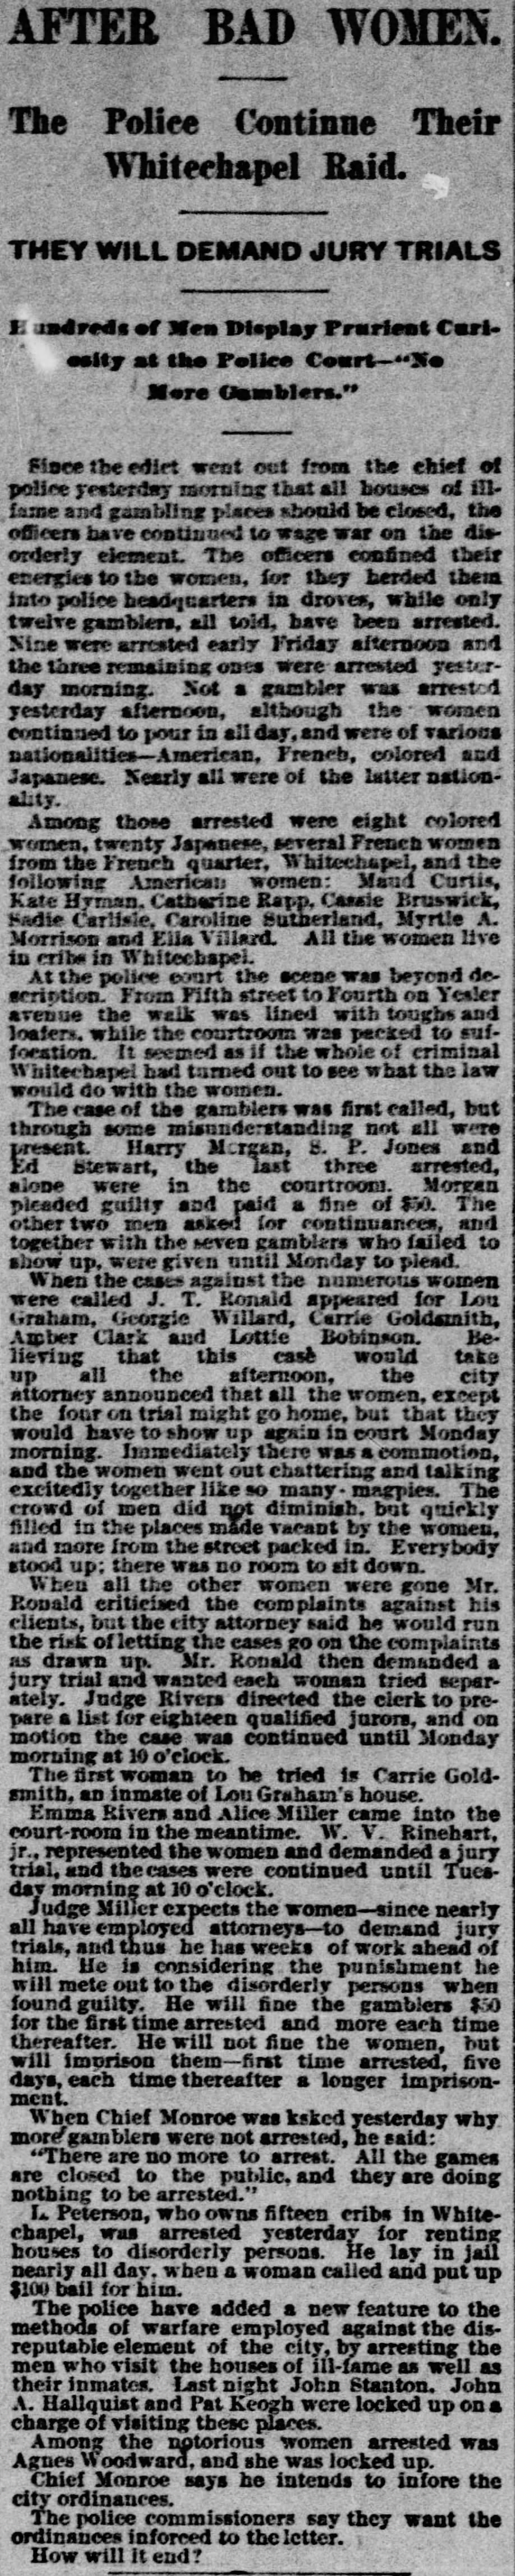 AFTER BAD WOMEN.
The Police Continue Their
Whitechapel Raid.
THEY WILL DEMAND JURY TRIALS
Hundreds of Men Display Prurient Curi-
osity at the Police Court—"No
More Gamblers."
Since the edict went out from the chief of
police yesterday morning that all houses of ill-
fame and gambling places should be closed, the
officers have continued to wage war on the dis-
orderly element. The officers confined their
energies to the women, for they herded them
into police headquarters in droves, while only
twelve gamblers, all told, have been arrested.
Nine were arrested early Friday afternoon and
the three remaining ones were arrested yester-
day morning. Not a gambler was arrested
yesterday afternoon, although the women
continued to pour in all day, and were of various
nationalities—American, French, colored and
Japanese. Nearly all were of the latter nation-
ality.
Among those arrested were eight colored
women, twenty Japanese, several French women
from the French quarter, Whitechapel, and the
following American women: Maud Curtis,
Kate Hyman, Catharine Rapp, Cassie Bruswick,
Sadie Carlisle, Caroline Sutherland, Myrtle A.
Morrison and Ella Villard. All the women live
in cribs in Whitechapel.
At the police court the scene was beyond de-
scription. From Fifth street to Fourth on Yesler
avenue the walk was lined with toughs and
loafers, while the courtroom was packed to suf-
focation. It seemed as if the whole of criminal
Whitechapel had turned out to see what the law
would do with the women.
The case of the gamblers was first called, but
through some misunderstanding not all were
present. Harry Morgan, S. P. Jones and
Ed Stewart, the last three arrested,
alone were in the courtroom. Morgan
pleaded guilty and paid a fine of $50. The
other two men asked for continuances, and
together with the seven gamblers who failed to
show up, were given until Monday to plead.
When the cases against the numerous women
were called J. T. Ronald appeared for Lou
Graham, Georgie Willard, Carrie Goldsmith,
Amber Clark and Lottie Bobinson. Be-
lieving that this case would take
up all the afternoon, the city
attorney announced that all the women, except
the four on trial might go home, but that they
would have to show up again in court Monday
morning. Immediately there was a commotion,
and the women went out chattering and talking
excitedly together like so many magpies. The
crowd of men did not diminish, but quickly
filled in the places made vacant by the women,
and more from the street packed in. Everybody
stood up; there was no room to sit down.
When all the other women were gone Mr.
Ronald criticised the complaints against his
clients, but the city attorney said he would run
the risk of letting the cases go on the complaints
as drawn up. Mr. Ronald then demanded a
jury trial and wanted each woman tried separ-
ately. Judge Rivers directed the clerk to pre-
pare a list for eighteen qualified jurors, and on
motion the case was continued until Monday
morning at 10 o'clock.
The first woman to be tried is Carrie Gold-
smith, an inmate of Lou Graham's house.
Emma Rivers and Alice Miller came into the
court-room in the meantime. W. V. Rinehart,
jr., represented the women and demanded a jury
trial, and the cases were continued until Tues-
day morning at 10 o'clock.
Judge Miller expects the women—since nearly
all have employed attorneys—to demand jury
trials, and thus he has weeks of work ahead of
him. He is considering the punishment he
will mete out to the disorderly persons when
found guilty. He will fine the gamblers $50
for the first time arrested and more each time
thereafter. He will not fine the women, but
will imprison them—first time arrested, five
days, each time thereafter a longer imprison-
ment.
When Chief Monroe was ksked yesterday why
more gamblers were not arrested, he said:
"There are no more to arrest. All the games
are closed to the public, and they are doing
nothing to be arrested."
L. Peterson, who owns fifteen cribs in White-
chapel, was arrested yesterday for renting
houses to disorderly persons. He lay in jail
nearly all day, when a woman called and put up
$100 bail for him.
The police have added a new feature to the
methods of warfare employed against the dis-
reputable element of the city, by arresting the
men who visit the houses of ill-fame as well as
their inmates. Last night John Stanton, John
A. Hallquist and Pat Keogh were locked up on a
charge of visiting these places.
Among the notorious women arrested was
Agnes Woodward, and she was locked up.
Chief Monroe says he intends to infore the
city ordinances.
The police commissioners say they want the
ordinances inforced to the letter.
How will it end?